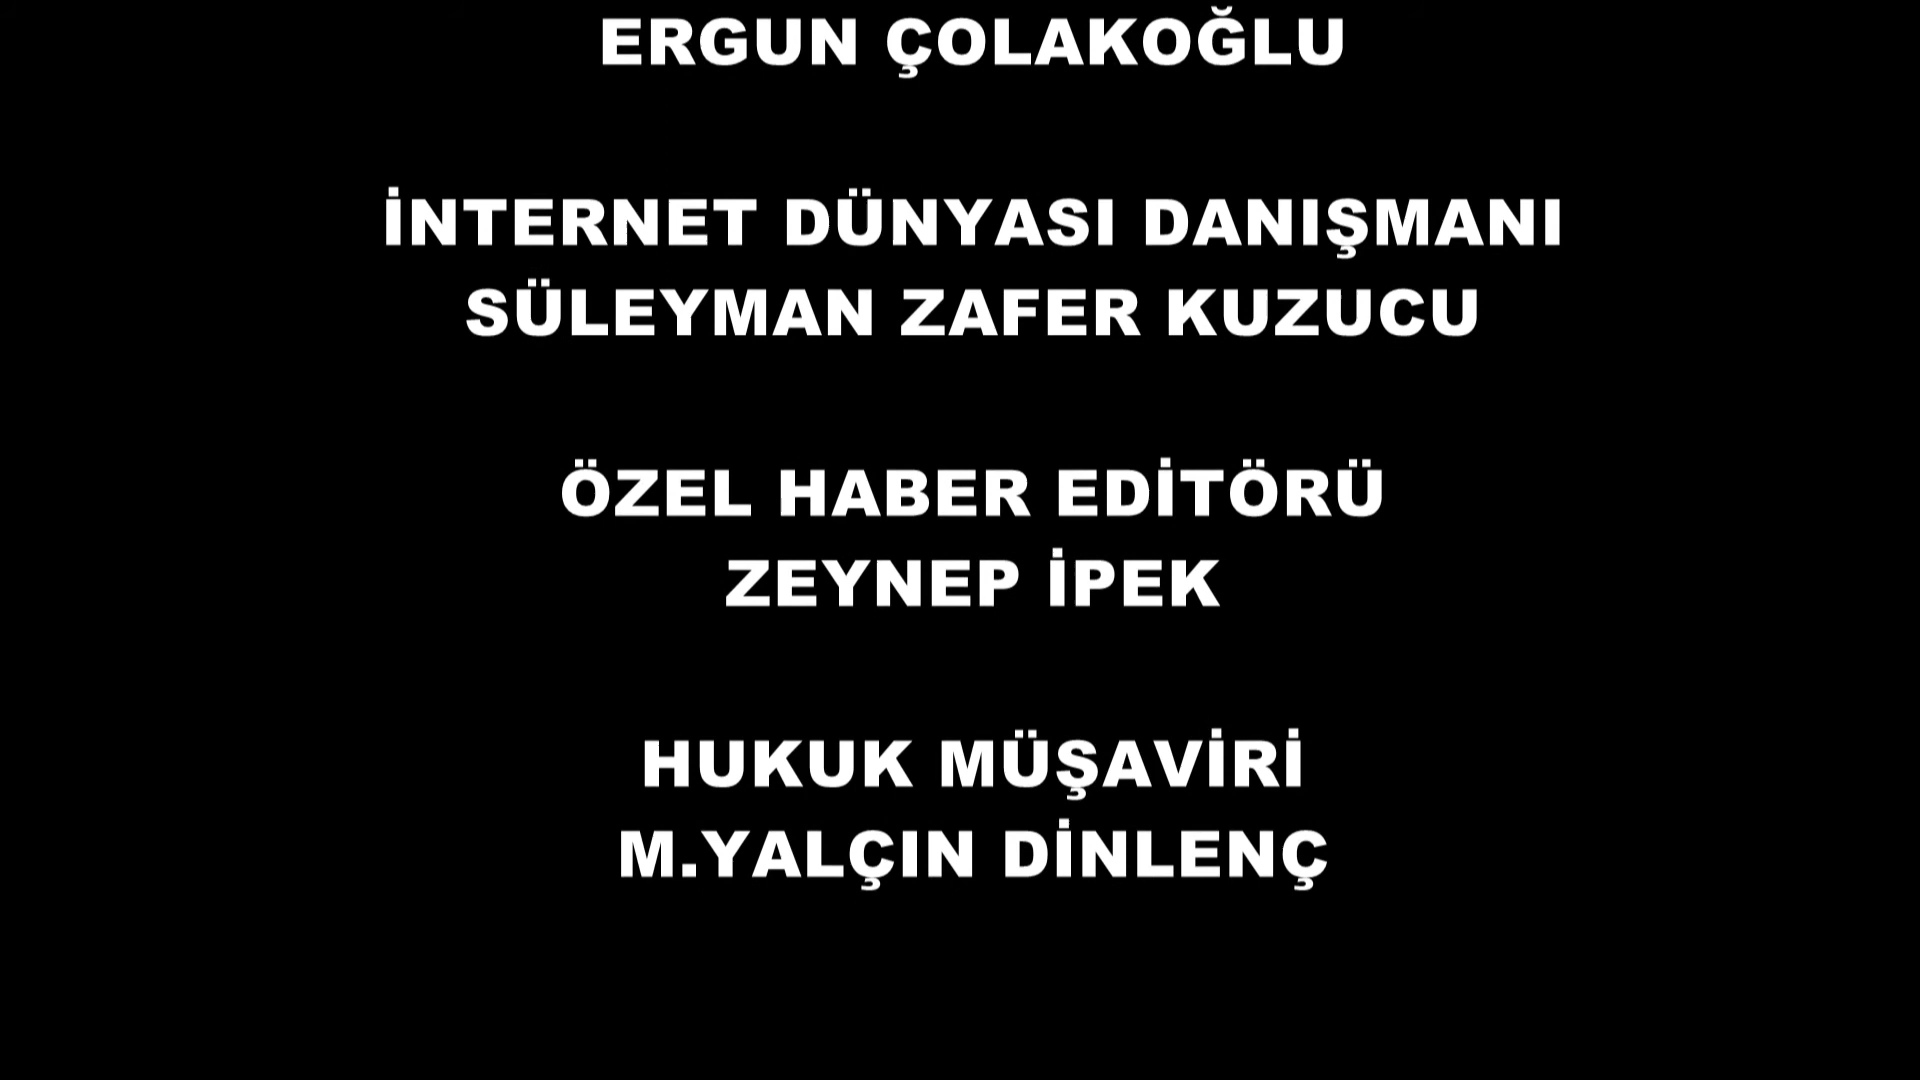 ERGUN ÇOLAKOĞLU
İNTERNET DÜNYASI DANIŞMANI
SÜLEYMAN ZAFER KUZUCU
ÖZEL HABER EDİTÖRÜ
ZEYNEP İPEK
HUKUK MÜŞAVİRİ
M.YALÇIN DİNLENÇ